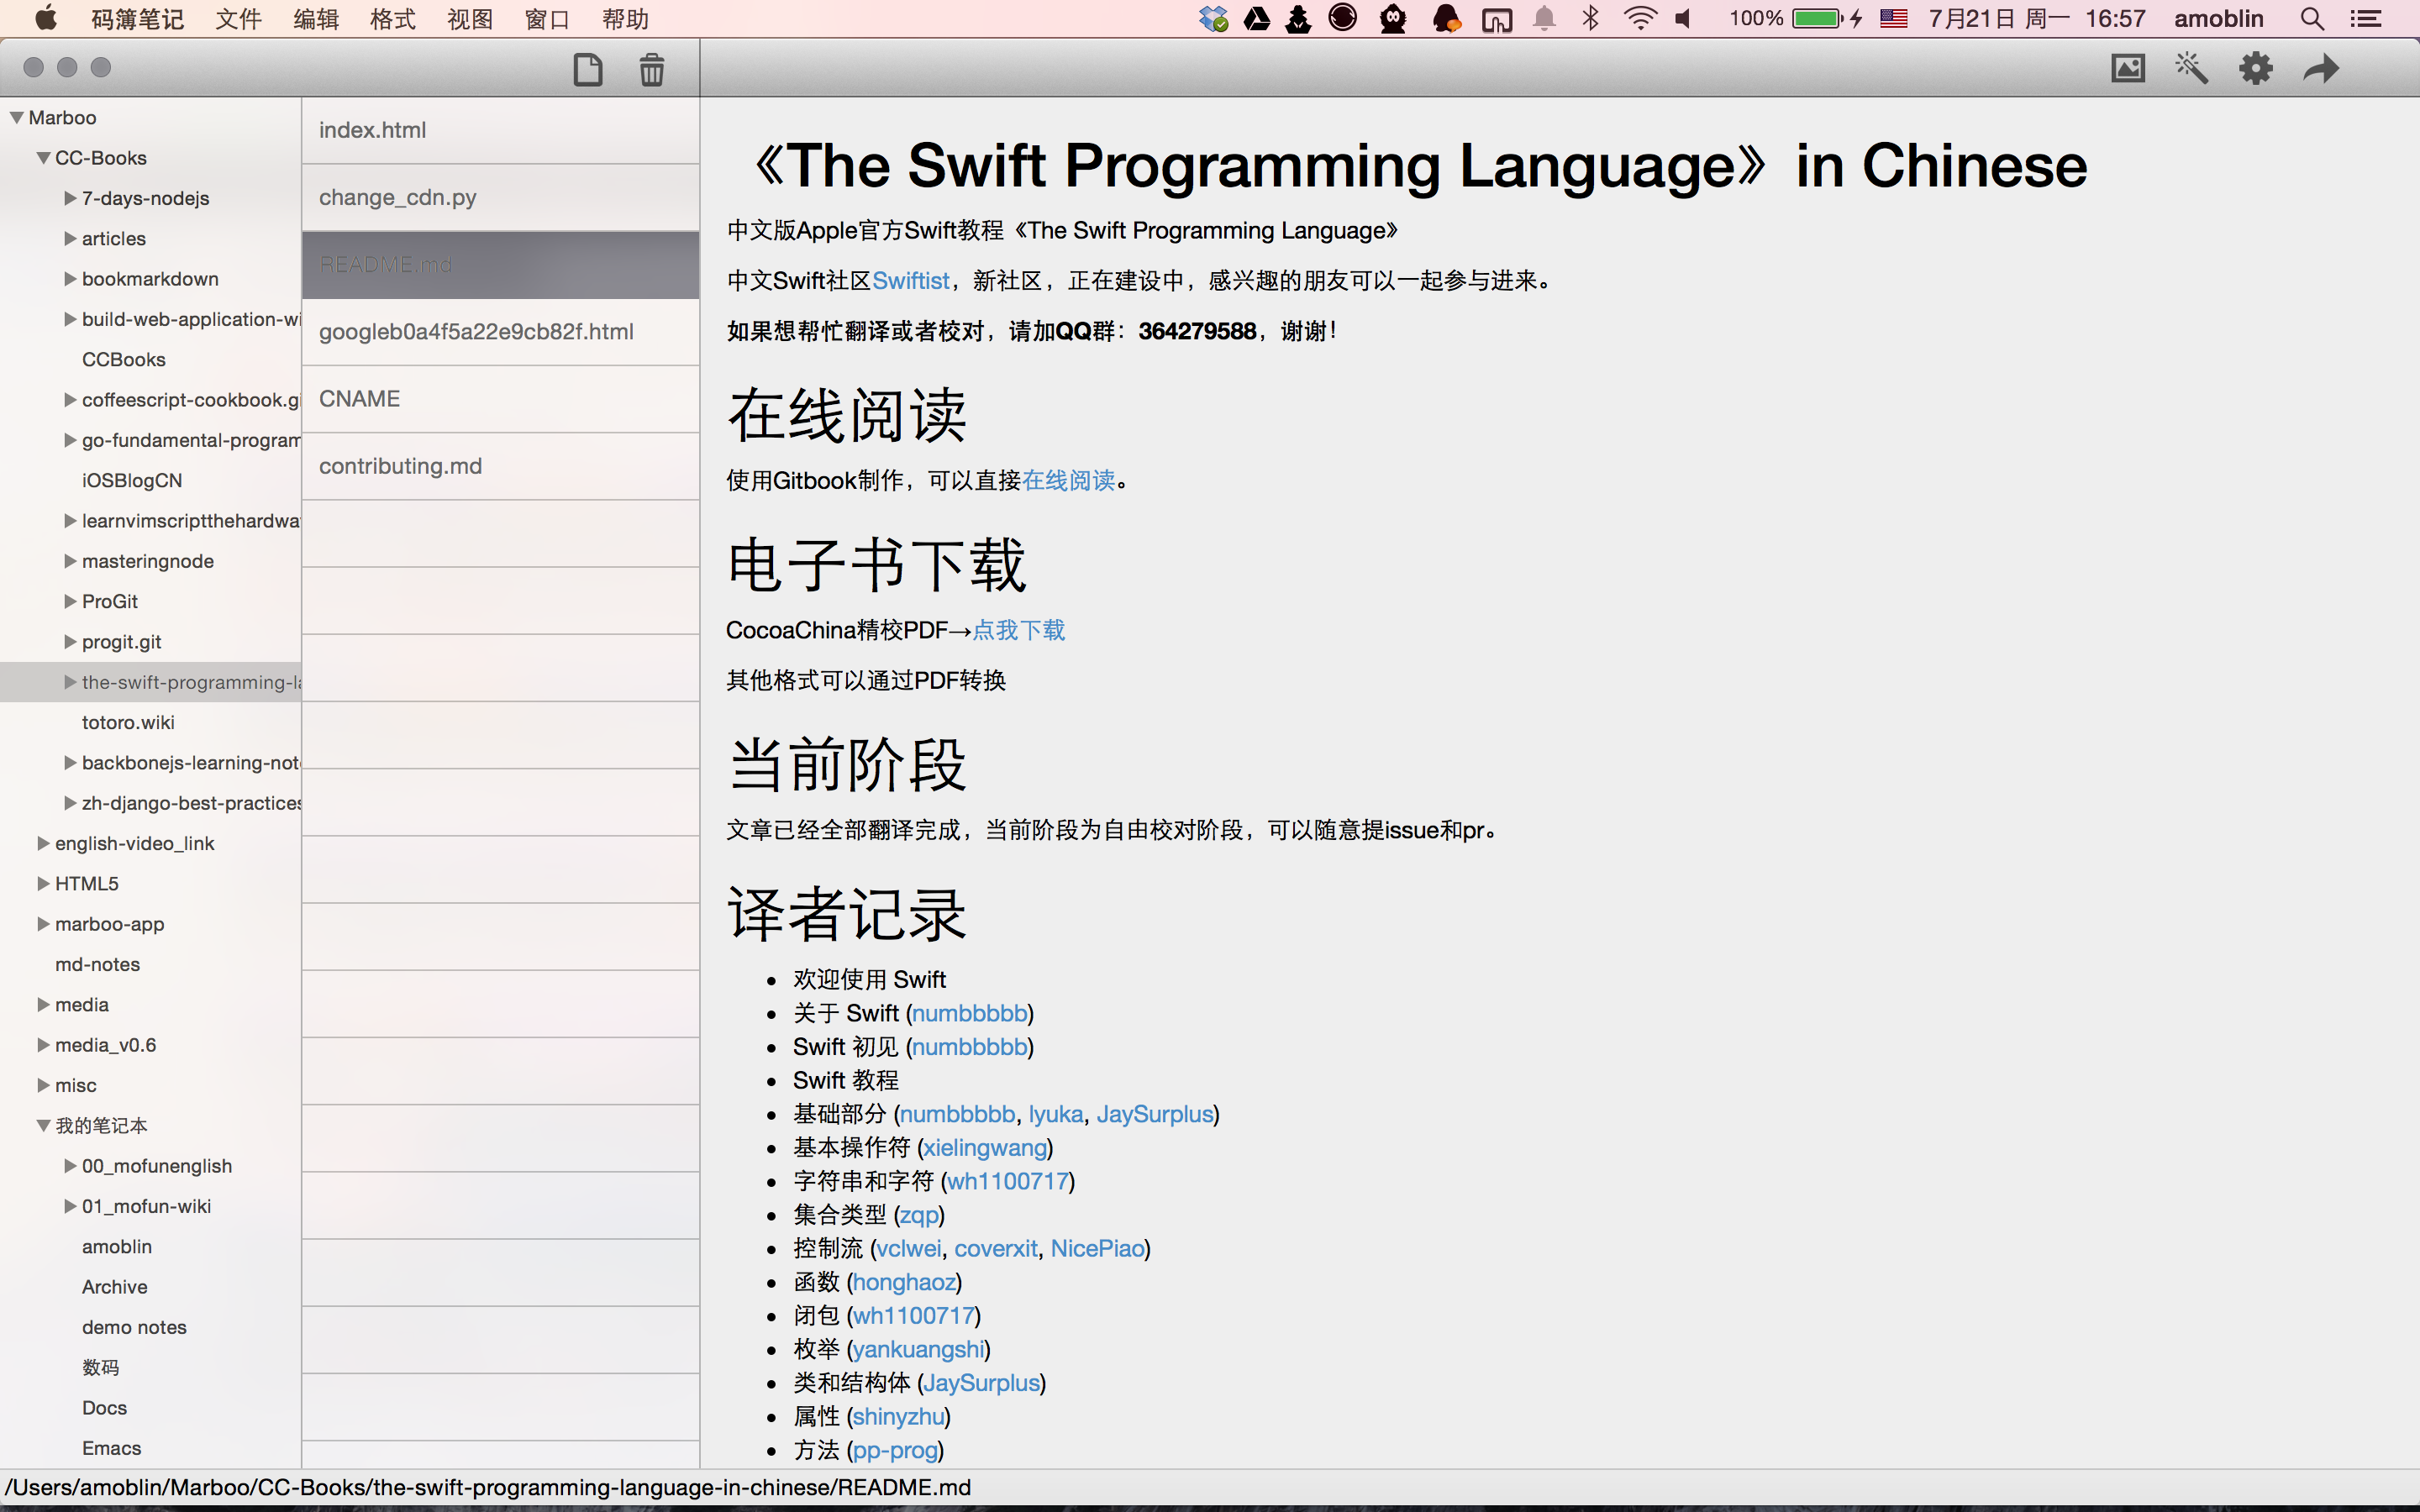 码簿笔记 文件 编辑 格式 视图 窗口 帮助 100% 7月21日 周一 16:57 amoblin
Marboo
CC-Books
7-days-nodejs
articles
bookmarkdown
build-web-application-wi
CCBooks
coffeescript-cookbook.gi
go-fundamental-program
iOSBlogCN
learnvimscriptthehardwa
masteringnode
ProGit
progit.git
the-swift-programming-la
totoro.wiki
backbonejs-learning-not
zh-django-best-practices
english-video_link
HTML5
marboo-app
md-notes
media
media_v0.6
misc
我的笔记本
00_mofunenglish
01_mofun-wiki
amoblin
Archive
demo notes
数码
Docs
Emacs
index.html
change_cdn.py
README.md
googleb0a4f5a22e9cb82f.html
CNAME
contributing.md
《The Swift Programming Language》in Chinese
中文版Apple官方Swift教程《The Swift Programming Language》
中文Swift社区Swiftist，新社区，正在建设中，感兴趣的朋友可以一起参与进来。
如果想帮忙翻译或者校对，请加QQ群：364279588，谢谢！
在线阅读
使用Gitbook制作，可以直接在线阅读。
电子书下载
CocoaChina精校PDF→点我下载
其他格式可以通过PDF转换
当前阶段
文章已经全部翻译完成，当前阶段为自由校对阶段，可以随意提issue和pr。
译者记录
• 欢迎使用 Swift
• 关于 Swift (numbbbbb)
• Swift 初见 (numbbbbb)
• Swift 教程
• 基础部分 (numbbbbb, lyuka, JaySurplus)
• 基本操作符 (xielingwang)
• 字符串和字符 (wh1100717)
• 集合类型 (zqp)
• 控制流 (vclwei, coverxit, NicePiao)
• 函数 (honghaoz)
• 闭包 (wh1100717)
• 枚举 (yankuangshi)
• 类和结构体 (JaySurplus)
• 属性 (shinyzhu)
• 方法 (pp-prog)
/Users/amoblin/Marboo/CC-Books/the-swift-programming-language-in-chinese/README.md